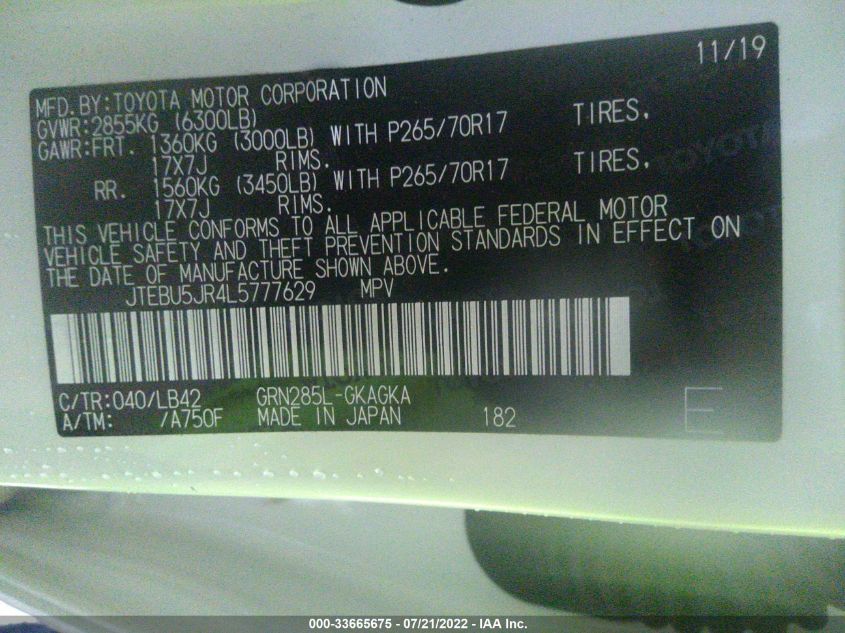 11/19
MFD.BY:TOYOTA MOTOR CORPORATION
GVWR:2855KG (6300LB)
GAWR:FRT. 1360KG (3000LB) WITH P265/70R17 TIRES.
17X7J RIMS.
RR. 1560KG (3450LB) WITH P265/70R17 TIRES.
17X7J RIMS.
THIS VEHICLE CONFORMS TO ALL APPLICABLE FEDERAL MOTOR
VEHICLE SAFETY AND THEFT PREVENTION STANDARDS IN EFFECT ON
THE DATE OF MANUFACTURE SHOWN ABOVE.
JTEBU5JR4L5777629 MPV
C/TR:040/LB42 GRN285L-GKAGKA
A/TM: /A750F MADE IN JAPAN 182 E
000-33665675 - 07/21/2022 - IAA Inc.